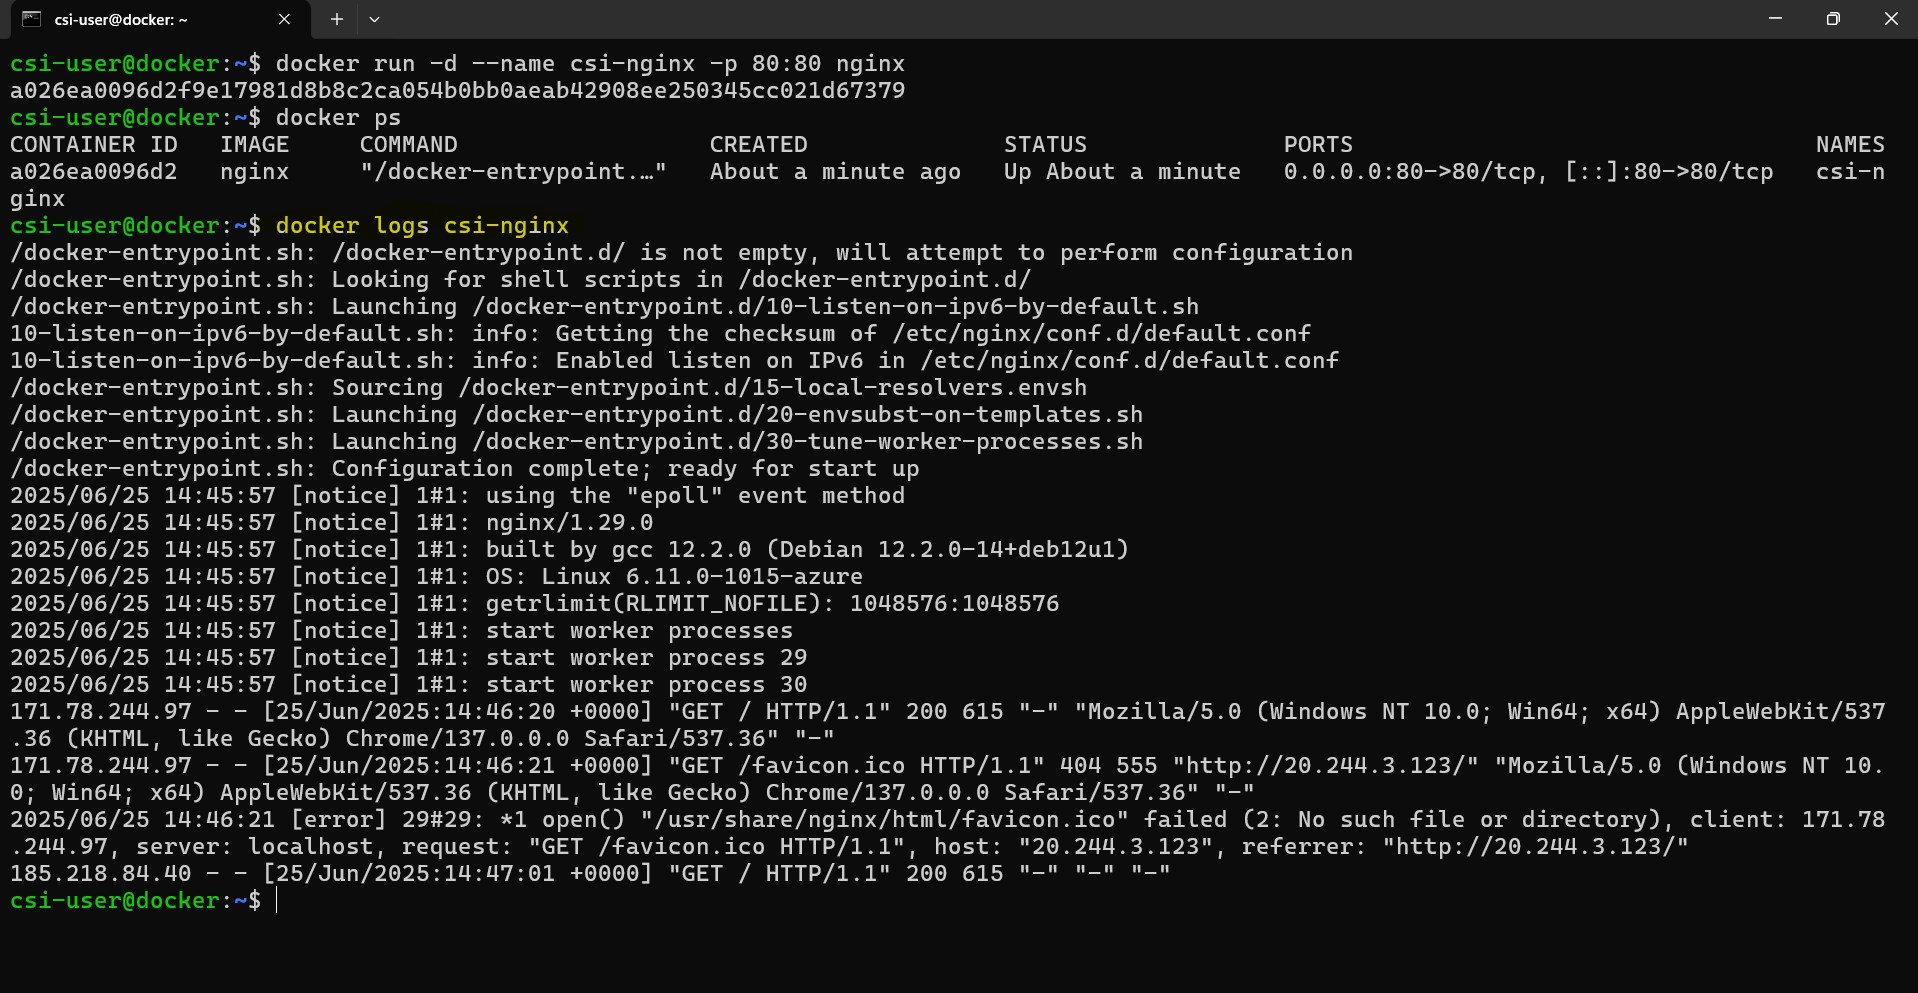 csi-user@docker: ~
csi-user@docker:~$ docker run -d --name csi-nginx -p 80:80 nginx
a026ea0096d2f9e17981d8b8c2ca054b0bb0aeab42908ee250345cc021d67379
csi-user@docker:~$ docker ps
CONTAINER ID   IMAGE     COMMAND                  CREATED              STATUS              PORTS                                 NAMES
a026ea0096d2   nginx     "/docker-entrypoint.…"   About a minute ago   Up About a minute   0.0.0.0:80->80/tcp, [::]:80->80/tcp   csi-n
ginx
csi-user@docker:~$ docker logs csi-nginx
/docker-entrypoint.sh: /docker-entrypoint.d/ is not empty, will attempt to perform configuration
/docker-entrypoint.sh: Looking for shell scripts in /docker-entrypoint.d/
/docker-entrypoint.sh: Launching /docker-entrypoint.d/10-listen-on-ipv6-by-default.sh
10-listen-on-ipv6-by-default.sh: info: Getting the checksum of /etc/nginx/conf.d/default.conf
10-listen-on-ipv6-by-default.sh: info: Enabled listen on IPv6 in /etc/nginx/conf.d/default.conf
/docker-entrypoint.sh: Sourcing /docker-entrypoint.d/15-local-resolvers.envsh
/docker-entrypoint.sh: Launching /docker-entrypoint.d/20-envsubst-on-templates.sh
/docker-entrypoint.sh: Launching /docker-entrypoint.d/30-tune-worker-processes.sh
/docker-entrypoint.sh: Configuration complete; ready for start up
2025/06/25 14:45:57 [notice] 1#1: using the "epoll" event method
2025/06/25 14:45:57 [notice] 1#1: nginx/1.29.0
2025/06/25 14:45:57 [notice] 1#1: built by gcc 12.2.0 (Debian 12.2.0-14+deb12u1)
2025/06/25 14:45:57 [notice] 1#1: OS: Linux 6.11.0-1015-azure
2025/06/25 14:45:57 [notice] 1#1: getrlimit(RLIMIT_NOFILE): 1048576:1048576
2025/06/25 14:45:57 [notice] 1#1: start worker processes
2025/06/25 14:45:57 [notice] 1#1: start worker process 29
2025/06/25 14:45:57 [notice] 1#1: start worker process 30
171.78.244.97 - - [25/Jun/2025:14:46:20 +0000] "GET / HTTP/1.1" 200 615 "-" "Mozilla/5.0 (Windows NT 10.0; Win64; x64) AppleWebKit/537
.36 (KHTML, like Gecko) Chrome/137.0.0.0 Safari/537.36" "-"
171.78.244.97 - - [25/Jun/2025:14:46:21 +0000] "GET /favicon.ico HTTP/1.1" 404 555 "http://20.244.3.123/" "Mozilla/5.0 (Windows NT 10.
0; Win64; x64) AppleWebKit/537.36 (KHTML, like Gecko) Chrome/137.0.0.0 Safari/537.36" "-"
2025/06/25 14:46:21 [error] 29#29: *1 open() "/usr/share/nginx/html/favicon.ico" failed (2: No such file or directory), client: 171.78
.244.97, server: localhost, request: "GET /favicon.ico HTTP/1.1", host: "20.244.3.123", referrer: "http://20.244.3.123/"
185.218.84.40 - - [25/Jun/2025:14:47:01 +0000] "GET / HTTP/1.1" 200 615 "-" "-" "-"
csi-user@docker:~$